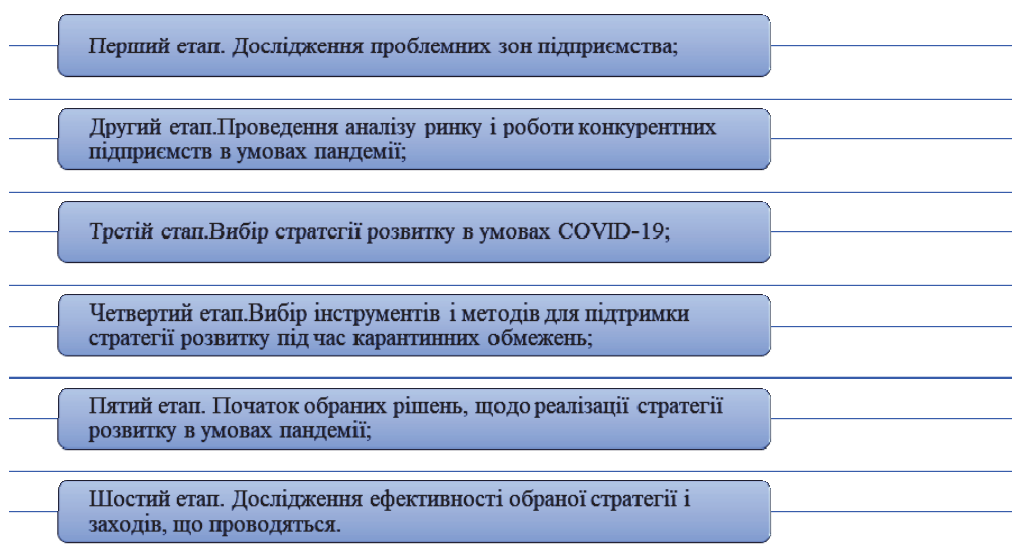 Перший етап. Дослідження проблемних зон підприємства;
Другий етап.Проведення аналізу ринку і роботи конкурентних
підприємств в умовах пандемії;
Третій етап.Вибір стратегії розвитку в умовах COVID-19;
Четвертий етап.Вибір інструментів і методів для підтримки
стратегії розвитку під час карантинних обмежень;
Пятий етап. Початок обраних рішень, щодо реалізації стратегії
розвитку в умовах пандемії;
Шостий етап. Дослідження ефективності обраної стратегії і
заходів, що проводяться.